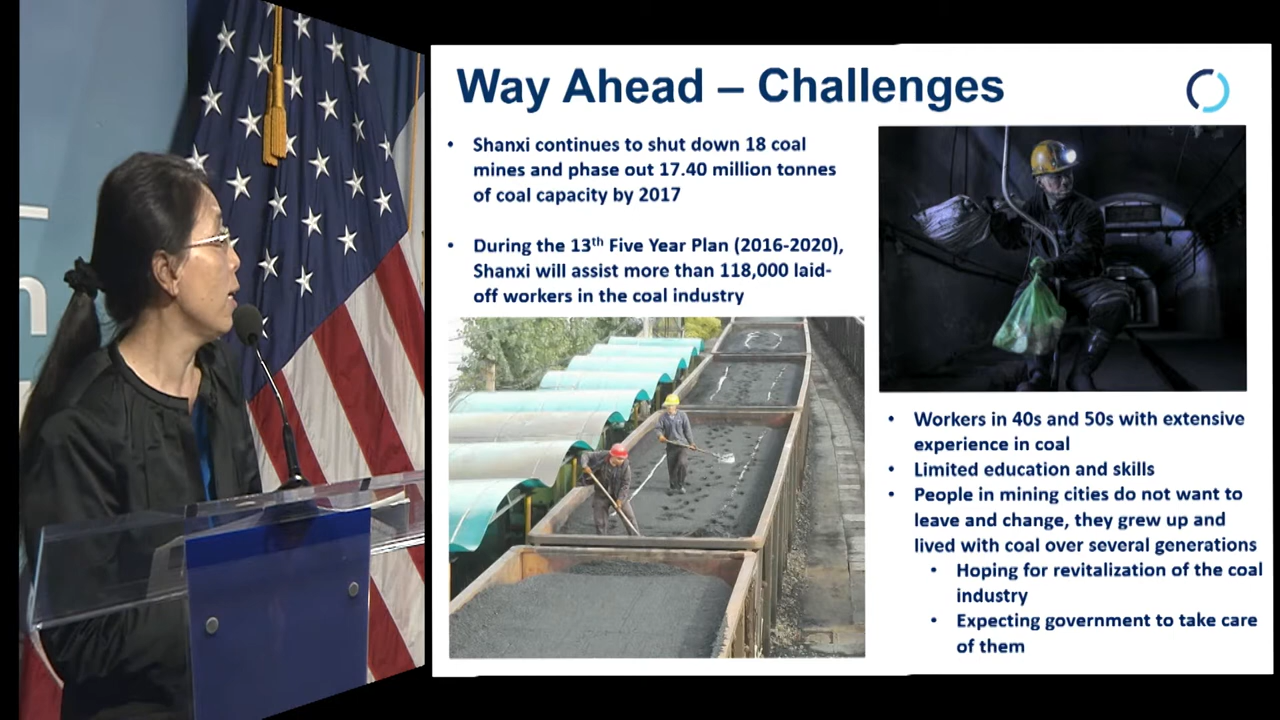 Way Ahead – Challenges
• Shanxi continues to shut down 18 coal
mines and phase out 17.40 million tonnes
of coal capacity by 2017
• During the 13th Five Year Plan (2016-2020),
Shanxi will assist more than 118,000 laid-
off workers in the coal industry
• Workers in 40s and 50s with extensive
experience in coal
• Limited education and skills
• People in mining cities do not want to
leave and change, they grew up and
lived with coal over several generations
• Hoping for revitalization of the coal
industry
• Expecting government to take care
of them